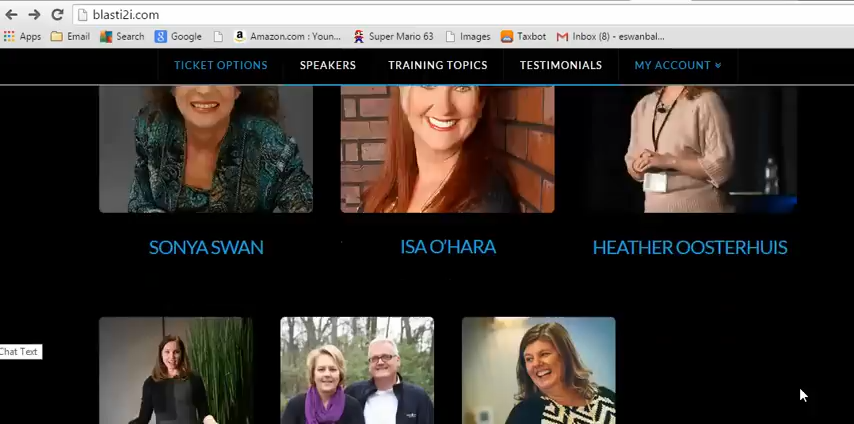 blasti2i.com
Apps Email Search Google Amazon.com : Youn... Super Mario 63 Images Taxbot Inbox (8) - eswanbal...
TICKET OPTIONS SPEAKERS TRAINING TOPICS TESTIMONIALS MY ACCOUNT
SONYA SWAN ISA O'HARA HEATHER OOSTERHUIS
Chat Text